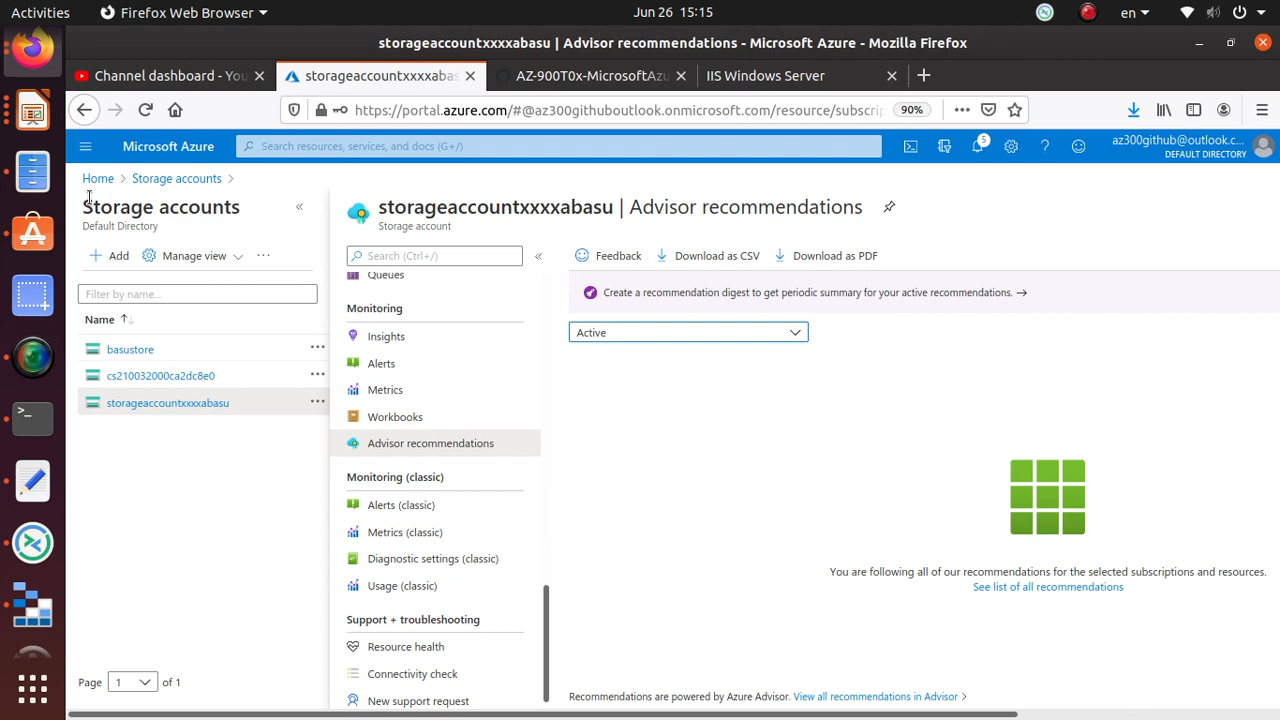 Activities
Firefox Web Browser
Jun 26 15:15
en
storageaccountxxxxabasu | Advisor recommendations - Microsoft Azure - Mozilla Firefox
Channel dashboard - You
storageaccountxxxxabas
AZ-900T0x-MicrosoftAzu
IIS Windows Server
https://portal.azure.com/#@az300githuboutlook.onmicrosoft.com/resource/subscrip
90%
Microsoft Azure
Search resources, services, and docs (G+/)
5
az300github@outlook.c...
DEFAULT DIRECTORY
Home > Storage accounts >
Storage accounts
Default Directory
Add
Manage view
Filter by name...
Name
basustore
cs210032000ca2dc8e0
storageaccountxxxxabasu
Page 1 of 1
storageaccountxxxxabasu | Advisor recommendations
Storage account
Search (Ctrl+/)
Queues
Monitoring
Insights
Alerts
Metrics
Workbooks
Advisor recommendations
Monitoring (classic)
Alerts (classic)
Metrics (classic)
Diagnostic settings (classic)
Usage (classic)
Support + troubleshooting
Resource health
Connectivity check
New support request
Feedback
Download as CSV
Download as PDF
Create a recommendation digest to get periodic summary for your active recommendations. →
Active
You are following all of our recommendations for the selected subscriptions and resources.
See list of all recommendations
Recommendations are powered by Azure Advisor. View all recommendations in Advisor >